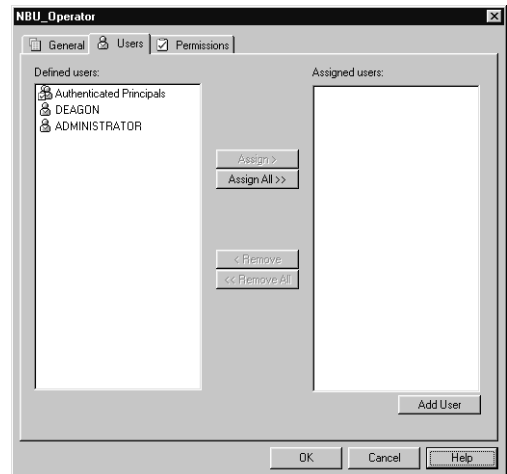 NBU_Operator
General Users Permissions
Defined users: Assigned users:
Authenticated Principals
DEAGON
ADMINISTRATOR
Assign >
Assign All >>
< Remove
<< Remove All
Add User
OK Cancel Help